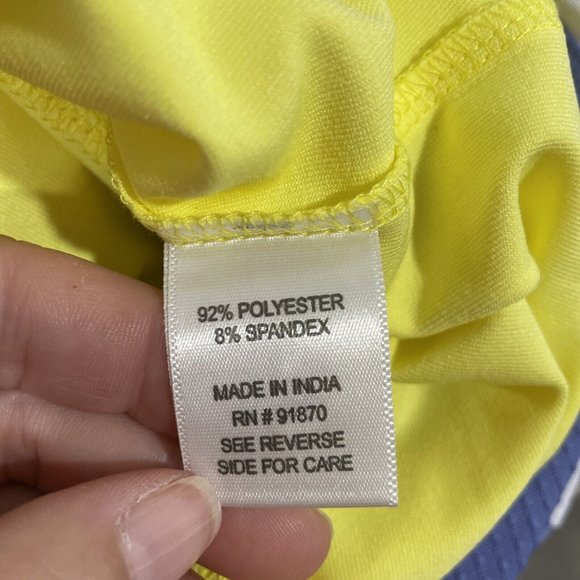 92% POLYESTER
8% SPANDEX
MADE IN INDIA
RN # 91870
SEE REVERSE
SIDE FOR CARE